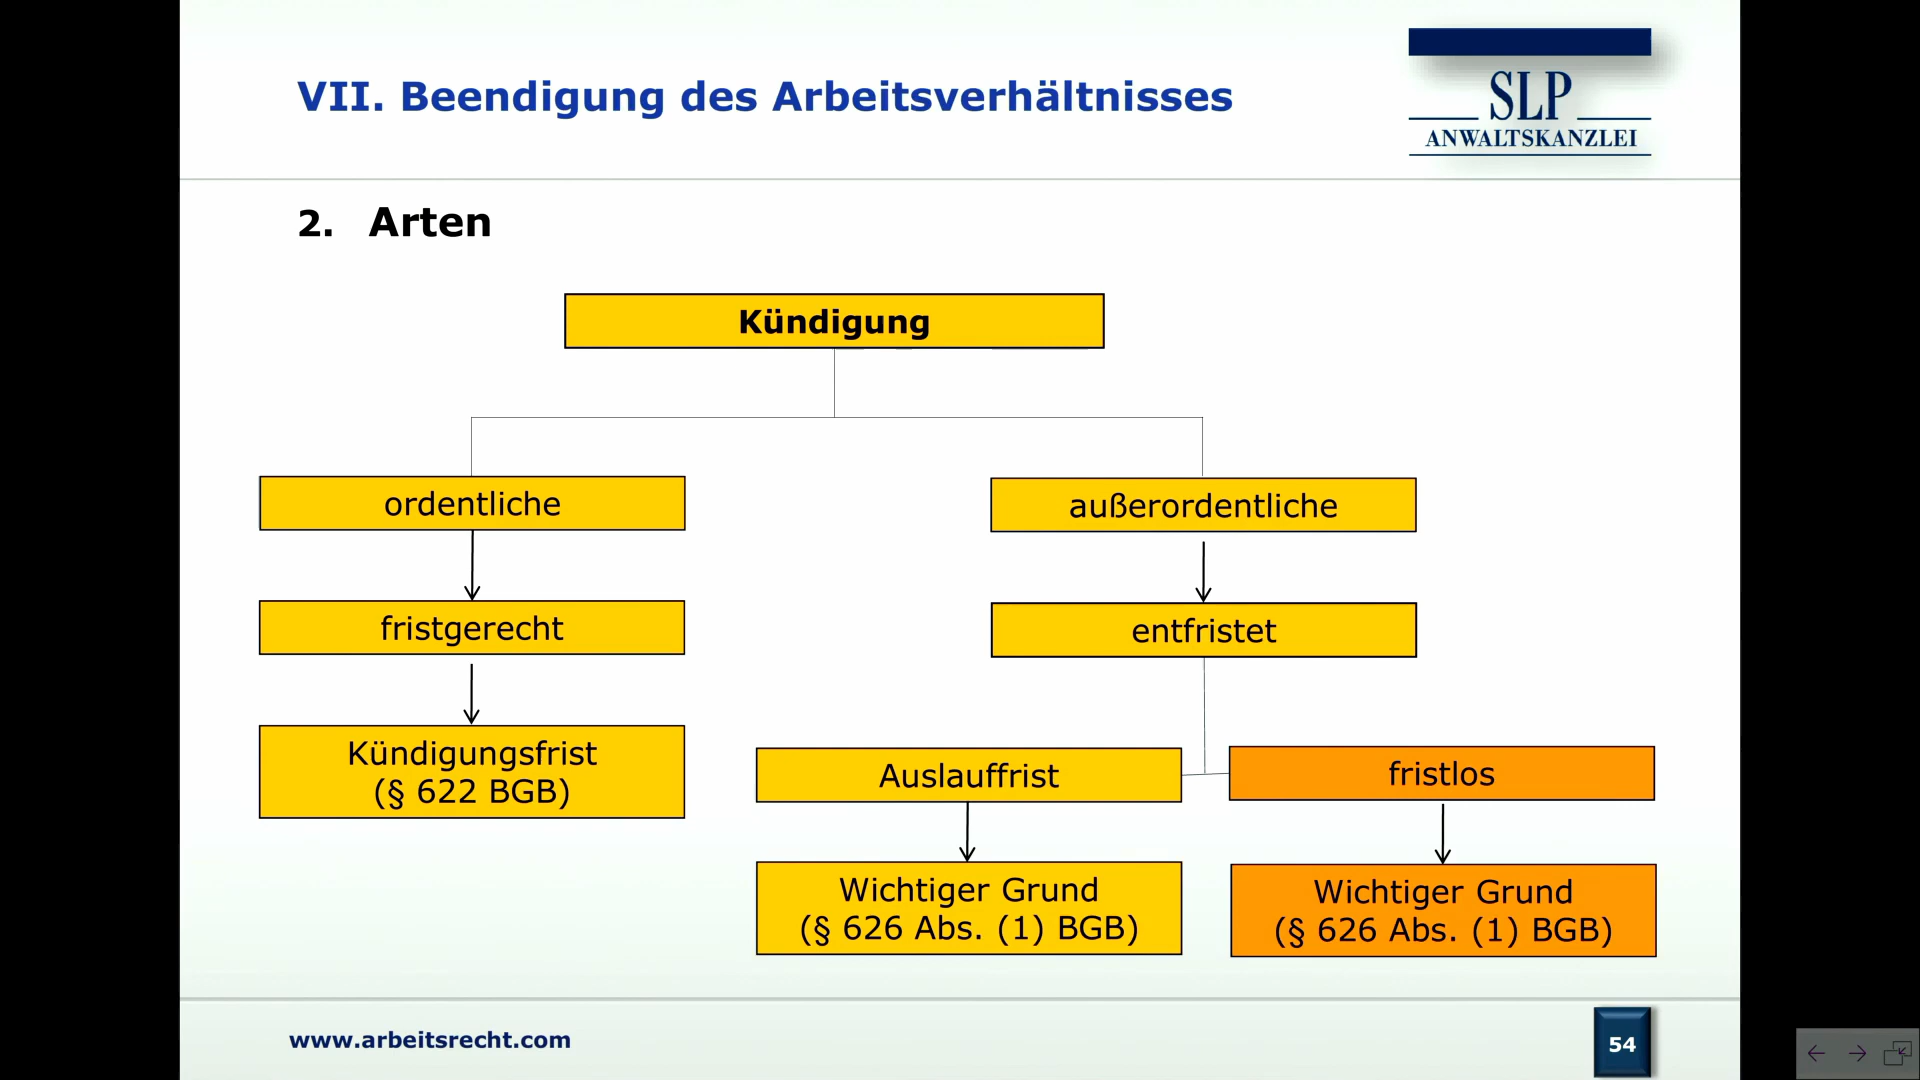 VII. Beendigung des Arbeitsverhältnisses
SLP
ANWALTSKANZLEI
2. Arten
Kündigung
ordentliche
außerordentliche
fristgerecht
entfristet
Kündigungsfrist
(§ 622 BGB)
Auslauffrist
fristlos
Wichtiger Grund
(§ 626 Abs. (1) BGB)
Wichtiger Grund
(§ 626 Abs. (1) BGB)
www.arbeitsrecht.com
54